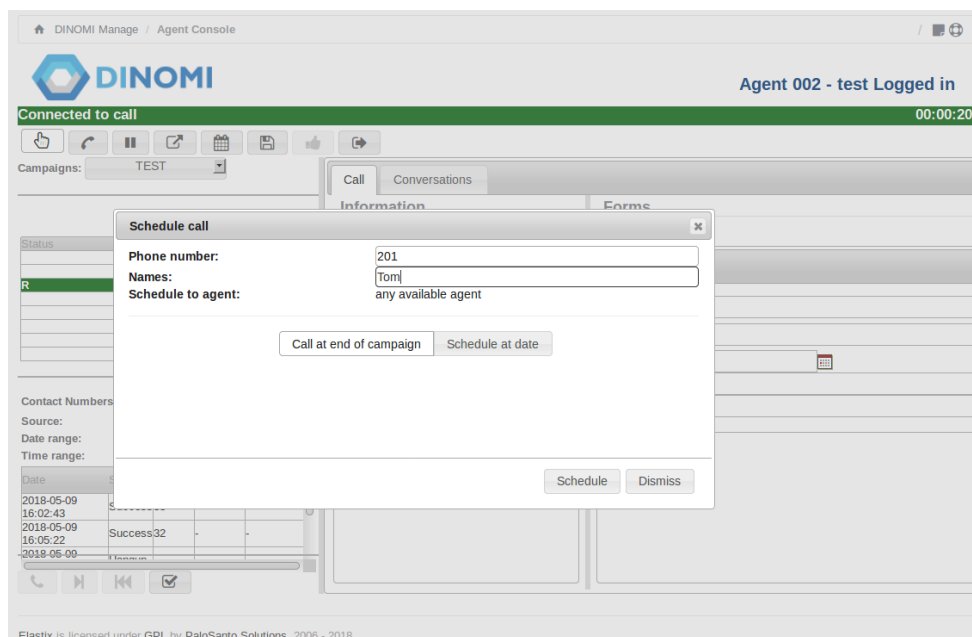 DINOMI Manage / Agent Console /
DINOMI
Agent 002 - test Logged in
Connected to call 00:00:20
Campaigns: TEST
Call Conversations
Information Forms
Status
R
Schedule call
Phone number: 201
Names: Tom
Schedule to agent: any available agent
Call at end of campaign Schedule at date
Schedule Dismiss
Contact Numbers
Source:
Date range:
Time range:
Date
2018-05-09
16:02:43
2018-05-09
16:05:22
Success 32 - -
2018-05-09
Elastix is licensed under GPL by PaloSanto Solutions. 2006 - 2018.